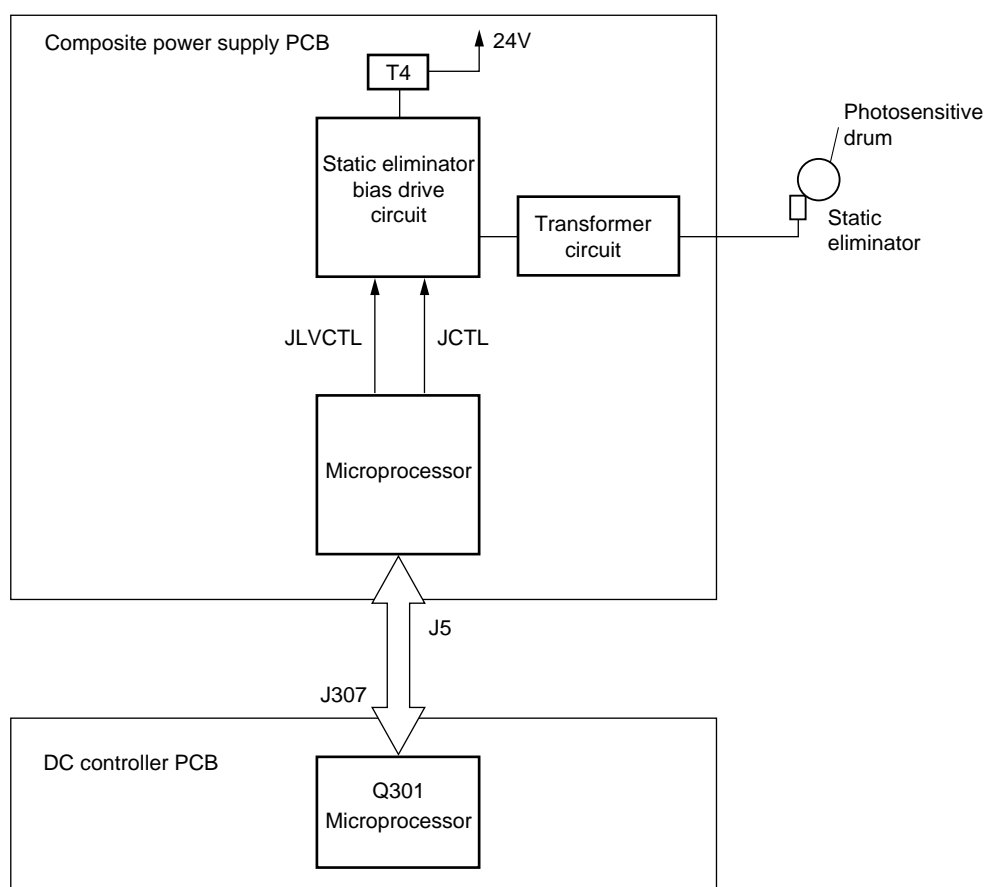 Composite power supply PCB
24V
T4
Photosensitive
drum
Static eliminator
bias drive
circuit
Transformer
circuit
Static
eliminator
JLVCTL
JCTL
Microprocessor
J5
J307
DC controller PCB
Q301
Microprocessor